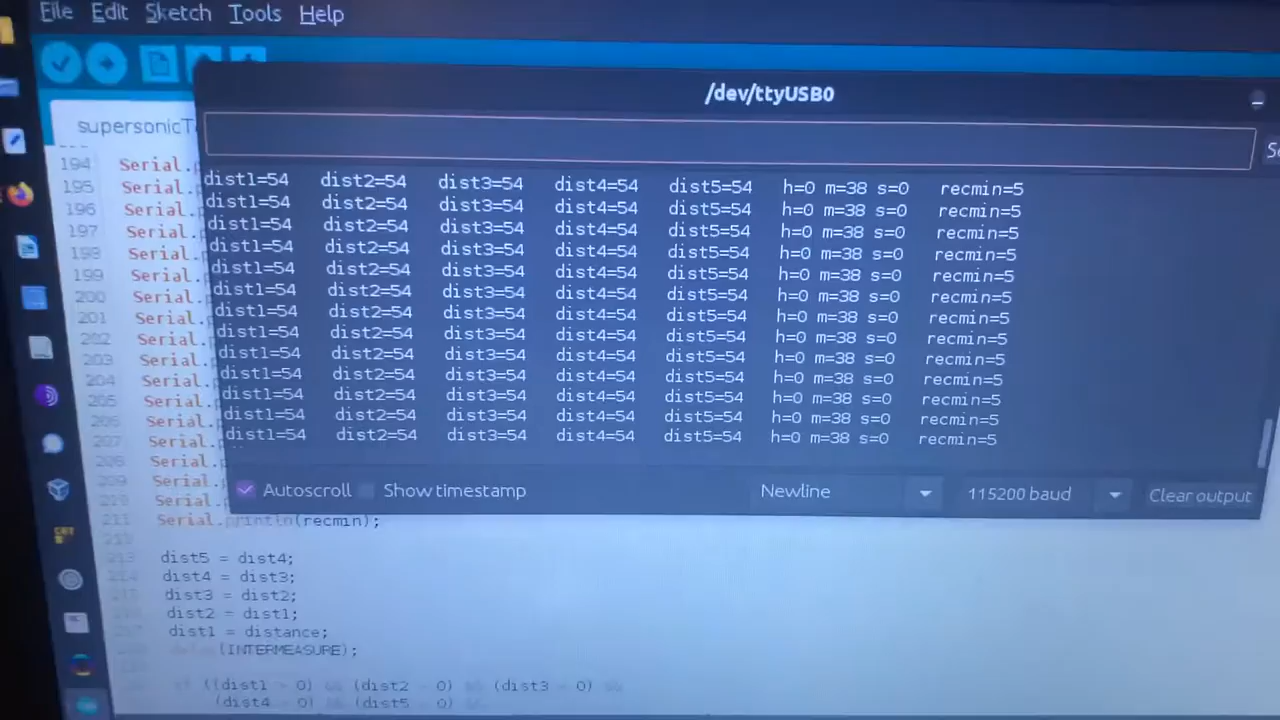 File Edit Sketch Tools Help
/dev/ttyUSB0
supersonicT
194 Serial.
195 Serial.
196 Serial.
197 Serial.
198 Serial.
199 Serial.
200 Serial.
201 Serial.
202 Serial.
203 Serial.
204 Serial.
205 Serial.
206 Serial.
207 Serial.
208 Serial.
209 Serial.
210 Serial.
211 Serial.println(recmin);
dist1=54 dist2=54 dist3=54 dist4=54 dist5=54 h=0 m=38 s=0 recmin=5
dist1=54 dist2=54 dist3=54 dist4=54 dist5=54 h=0 m=38 s=0 recmin=5
dist1=54 dist2=54 dist3=54 dist4=54 dist5=54 h=0 m=38 s=0 recmin=5
dist1=54 dist2=54 dist3=54 dist4=54 dist5=54 h=0 m=38 s=0 recmin=5
dist1=54 dist2=54 dist3=54 dist4=54 dist5=54 h=0 m=38 s=0 recmin=5
dist1=54 dist2=54 dist3=54 dist4=54 dist5=54 h=0 m=38 s=0 recmin=5
dist1=54 dist2=54 dist3=54 dist4=54 dist5=54 h=0 m=38 s=0 recmin=5
dist1=54 dist2=54 dist3=54 dist4=54 dist5=54 h=0 m=38 s=0 recmin=5
dist1=54 dist2=54 dist3=54 dist4=54 dist5=54 h=0 m=38 s=0 recmin=5
dist1=54 dist2=54 dist3=54 dist4=54 dist5=54 h=0 m=38 s=0 recmin=5
dist1=54 dist2=54 dist3=54 dist4=54 dist5=54 h=0 m=38 s=0 recmin=5
dist1=54 dist2=54 dist3=54 dist4=54 dist5=54 h=0 m=38 s=0 recmin=5
dist1=54 dist2=54 dist3=54 dist4=54 dist5=54 h=0 m=38 s=0 recmin=5
Autoscroll Show timestamp Newline 115200 baud Clear output
212
213 dist5 = dist4;
dist4 = dist3;
dist3 = dist2;
dist2 = dist1;
dist1 = distance;
(INTERMEASURE);
((dist1 0) (dist2 0) (dist3 0)
(dist4 0) (dist5 0)